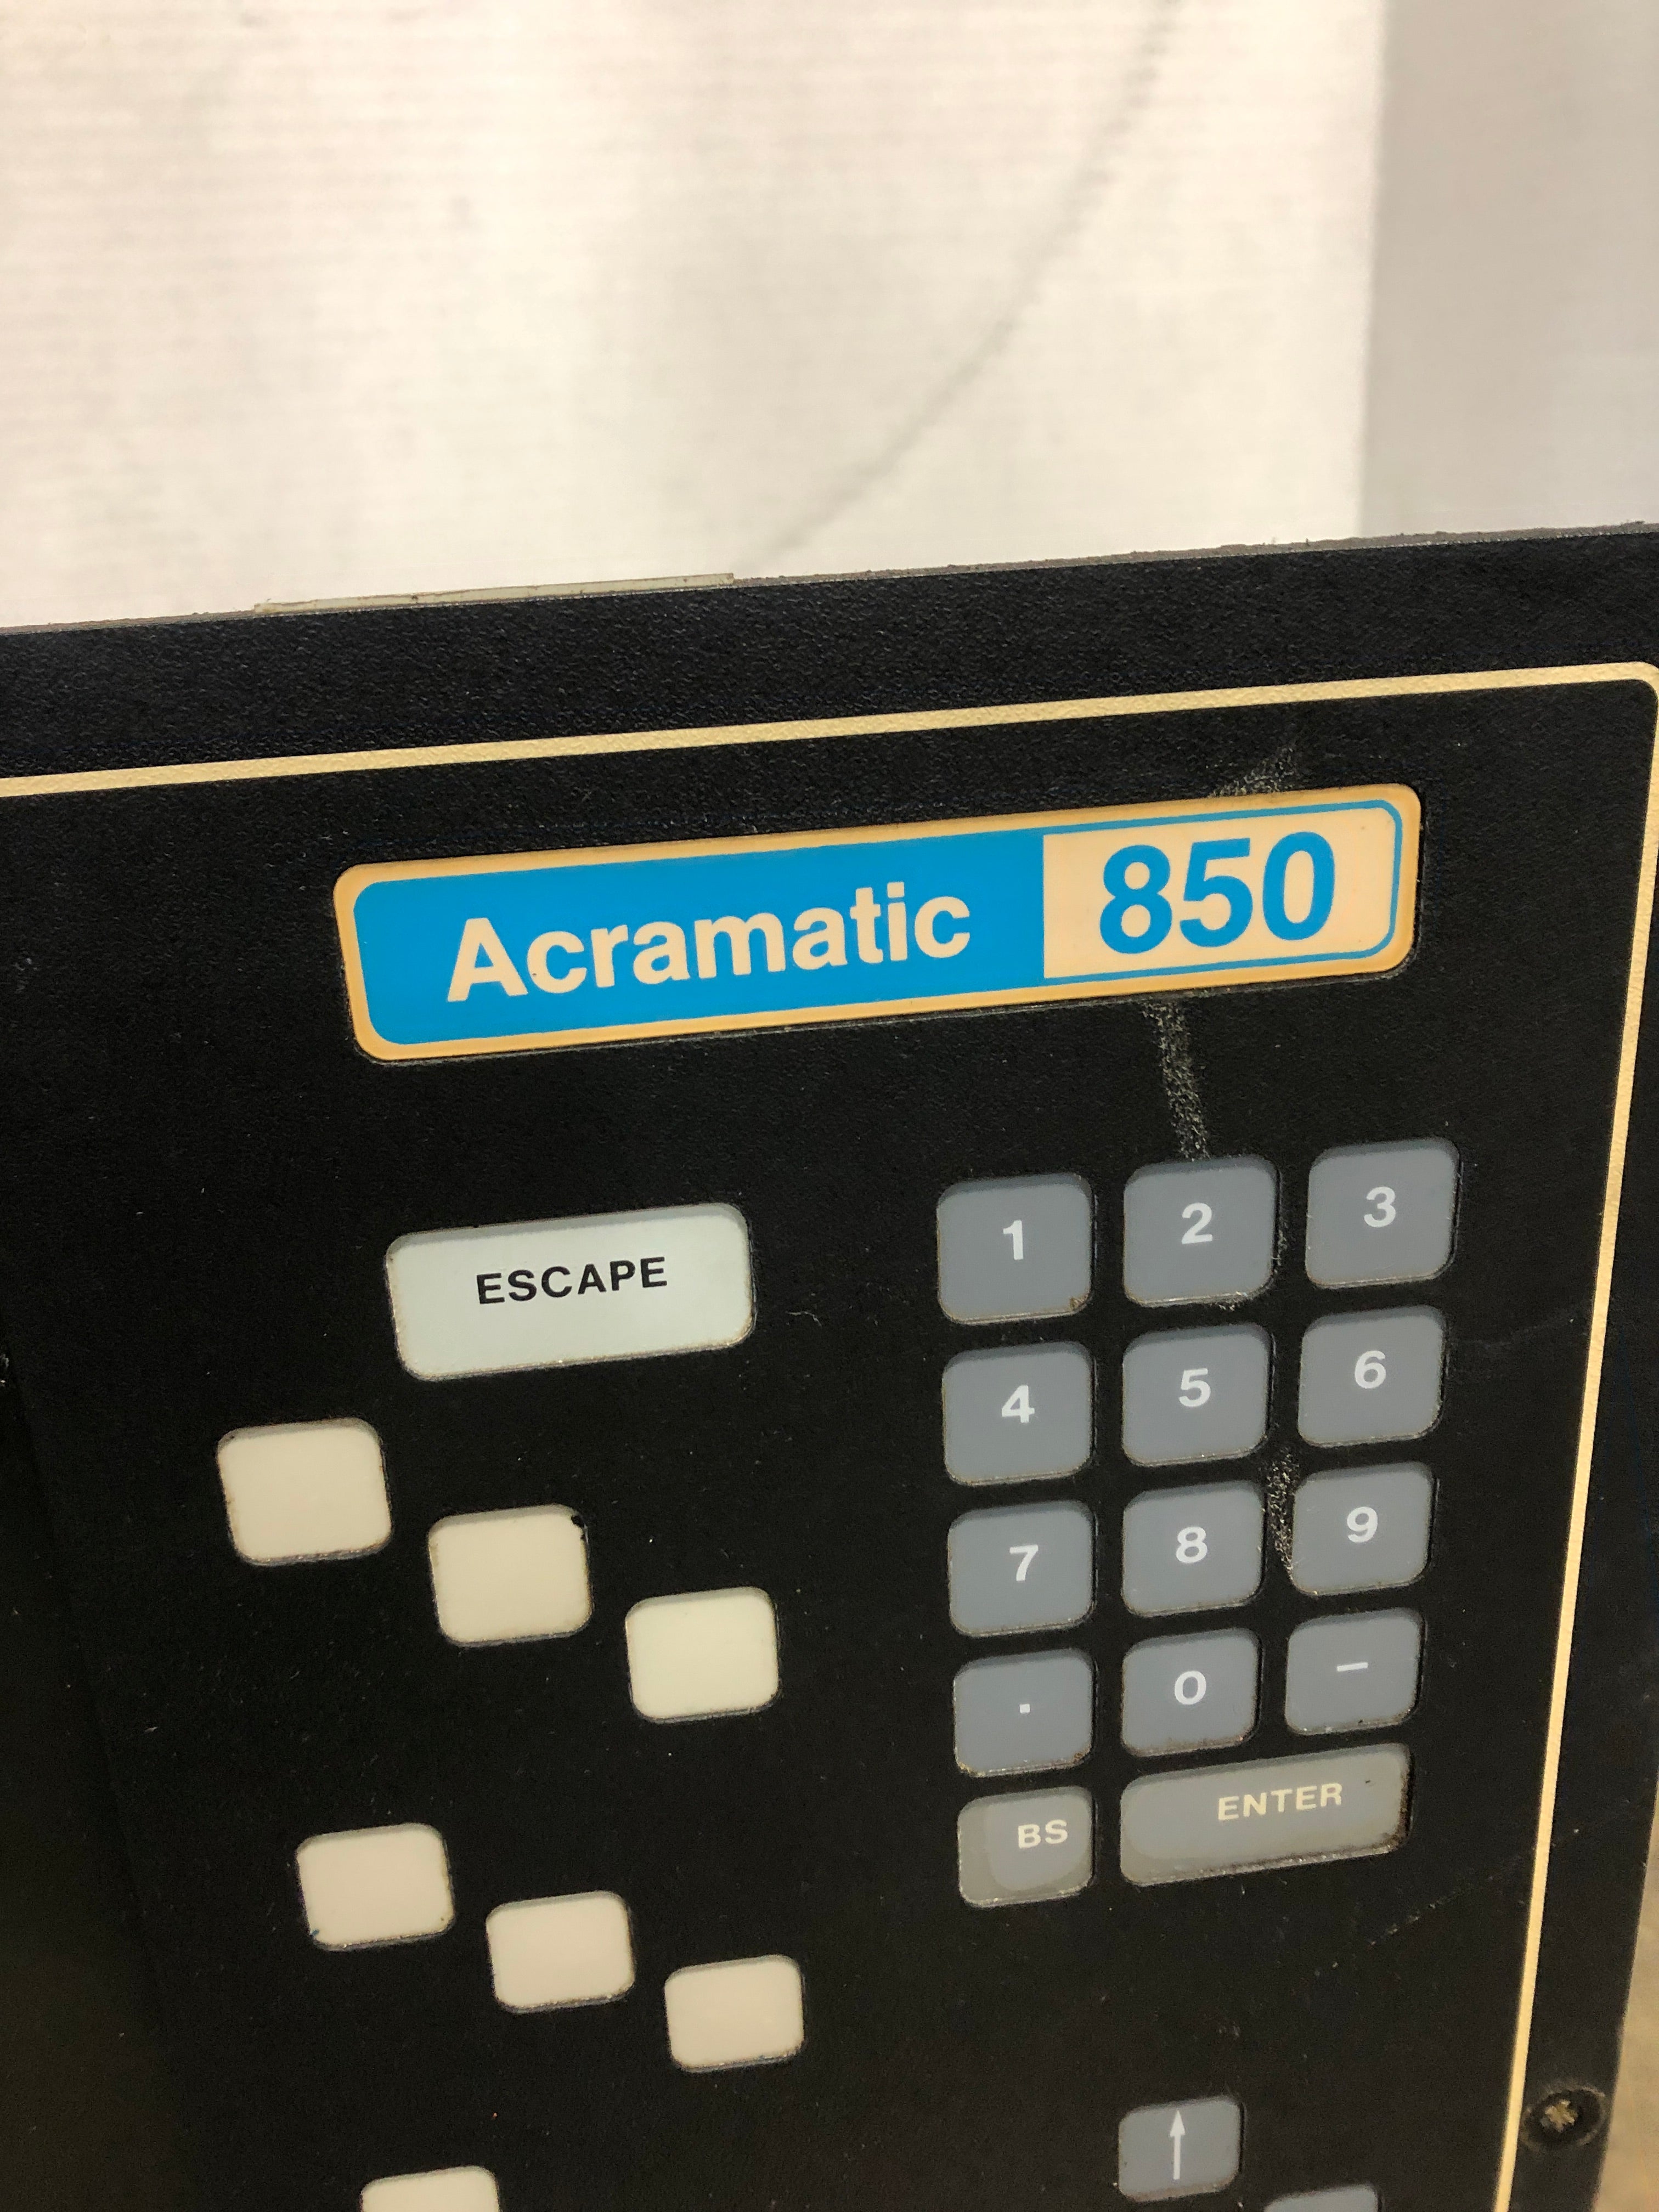 Acramatic 850
ESCAPE
1 2 3
4 5 6
7 8 9
. 0 –
BS ENTER
↑